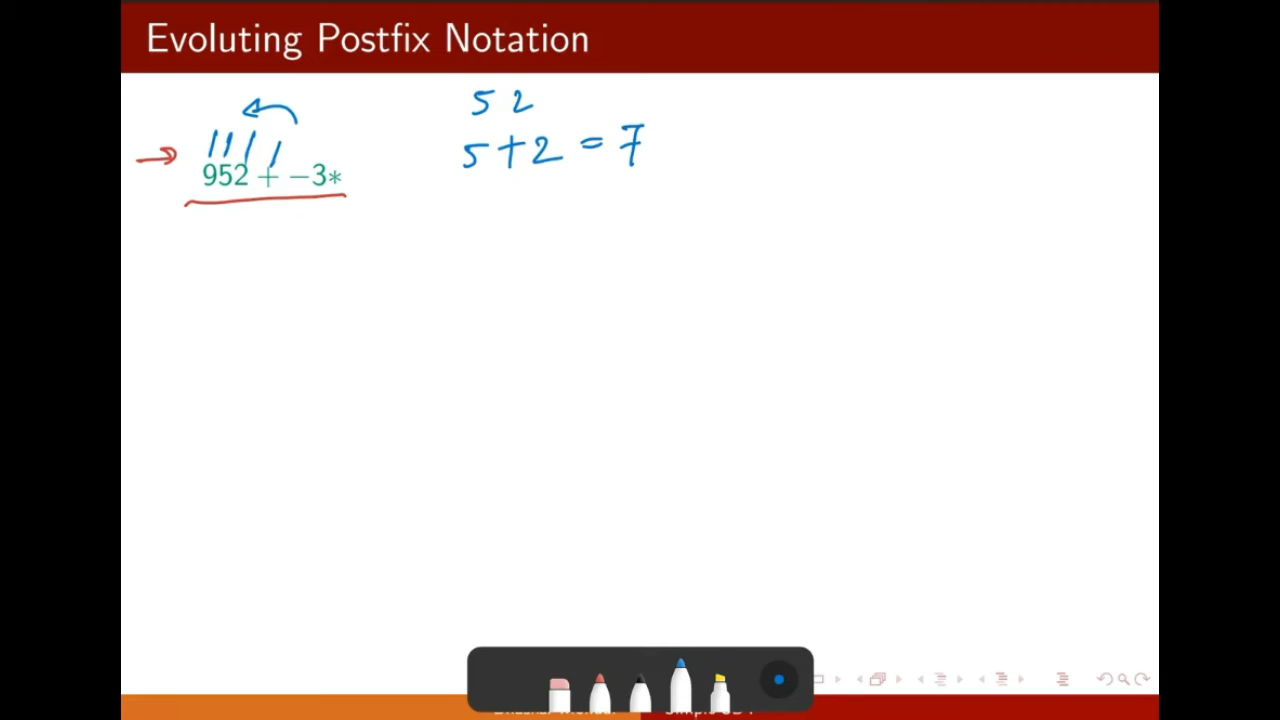 Evoluting Postfix Notation
5 2
5 + 2 = 7
952 + −3*